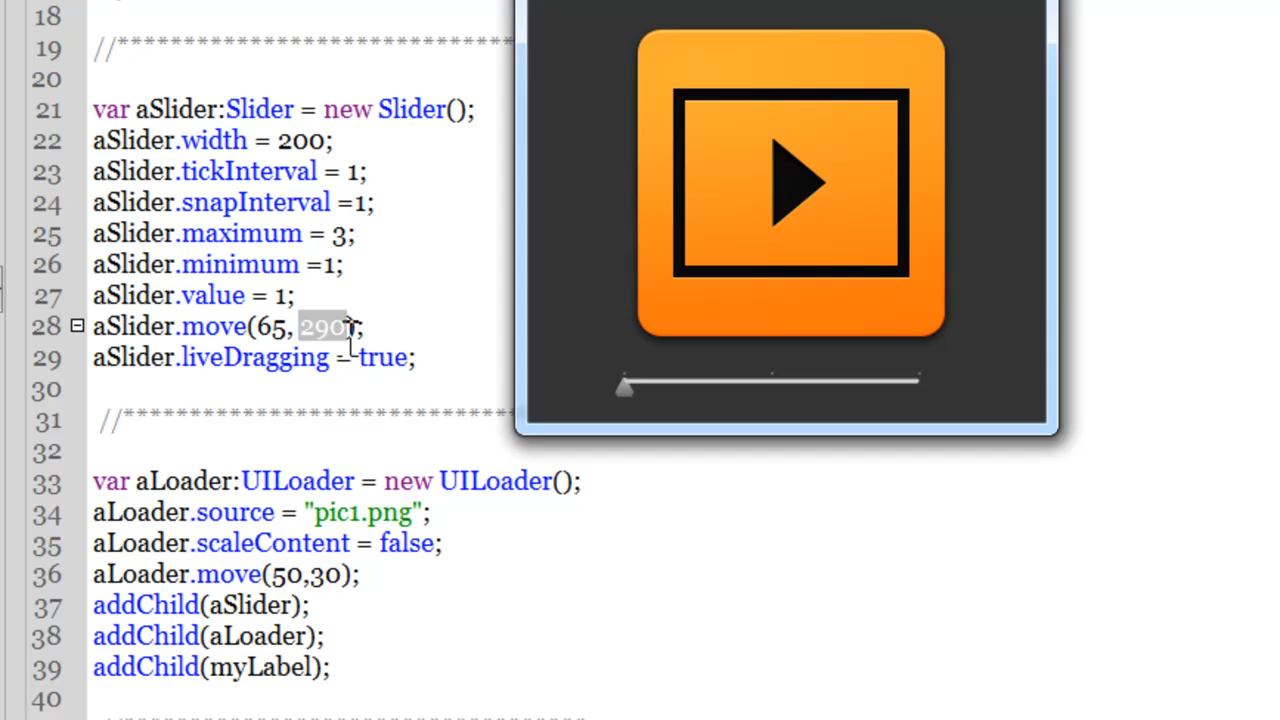 18
19 //******************************
20
21 var aSlider:Slider = new Slider();
22 aSlider.width = 200;
23 aSlider.tickInterval = 1;
24 aSlider.snapInterval =1;
25 aSlider.maximum = 3;
26 aSlider.minimum =1;
27 aSlider.value = 1;
28 aSlider.move(65, 290);
29 aSlider.liveDragging = true;
30
31 //******************************
32
33 var aLoader:UILoader = new UILoader();
34 aLoader.source = "pic1.png";
35 aLoader.scaleContent = false;
36 aLoader.move(50,30);
37 addChild(aSlider);
38 addChild(aLoader);
39 addChild(myLabel);
40